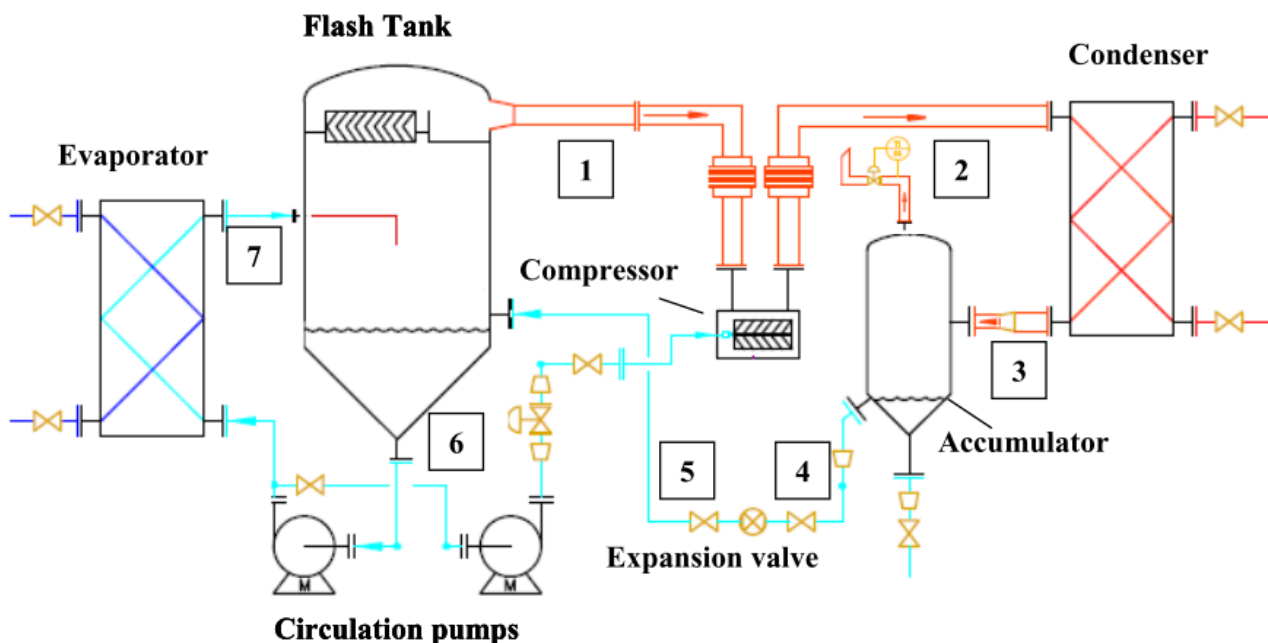 Flash Tank
Condenser
Evaporator
1
2
7
Compressor
3
6
Accumulator
5
4
Expansion valve
M
M
Circulation pumps